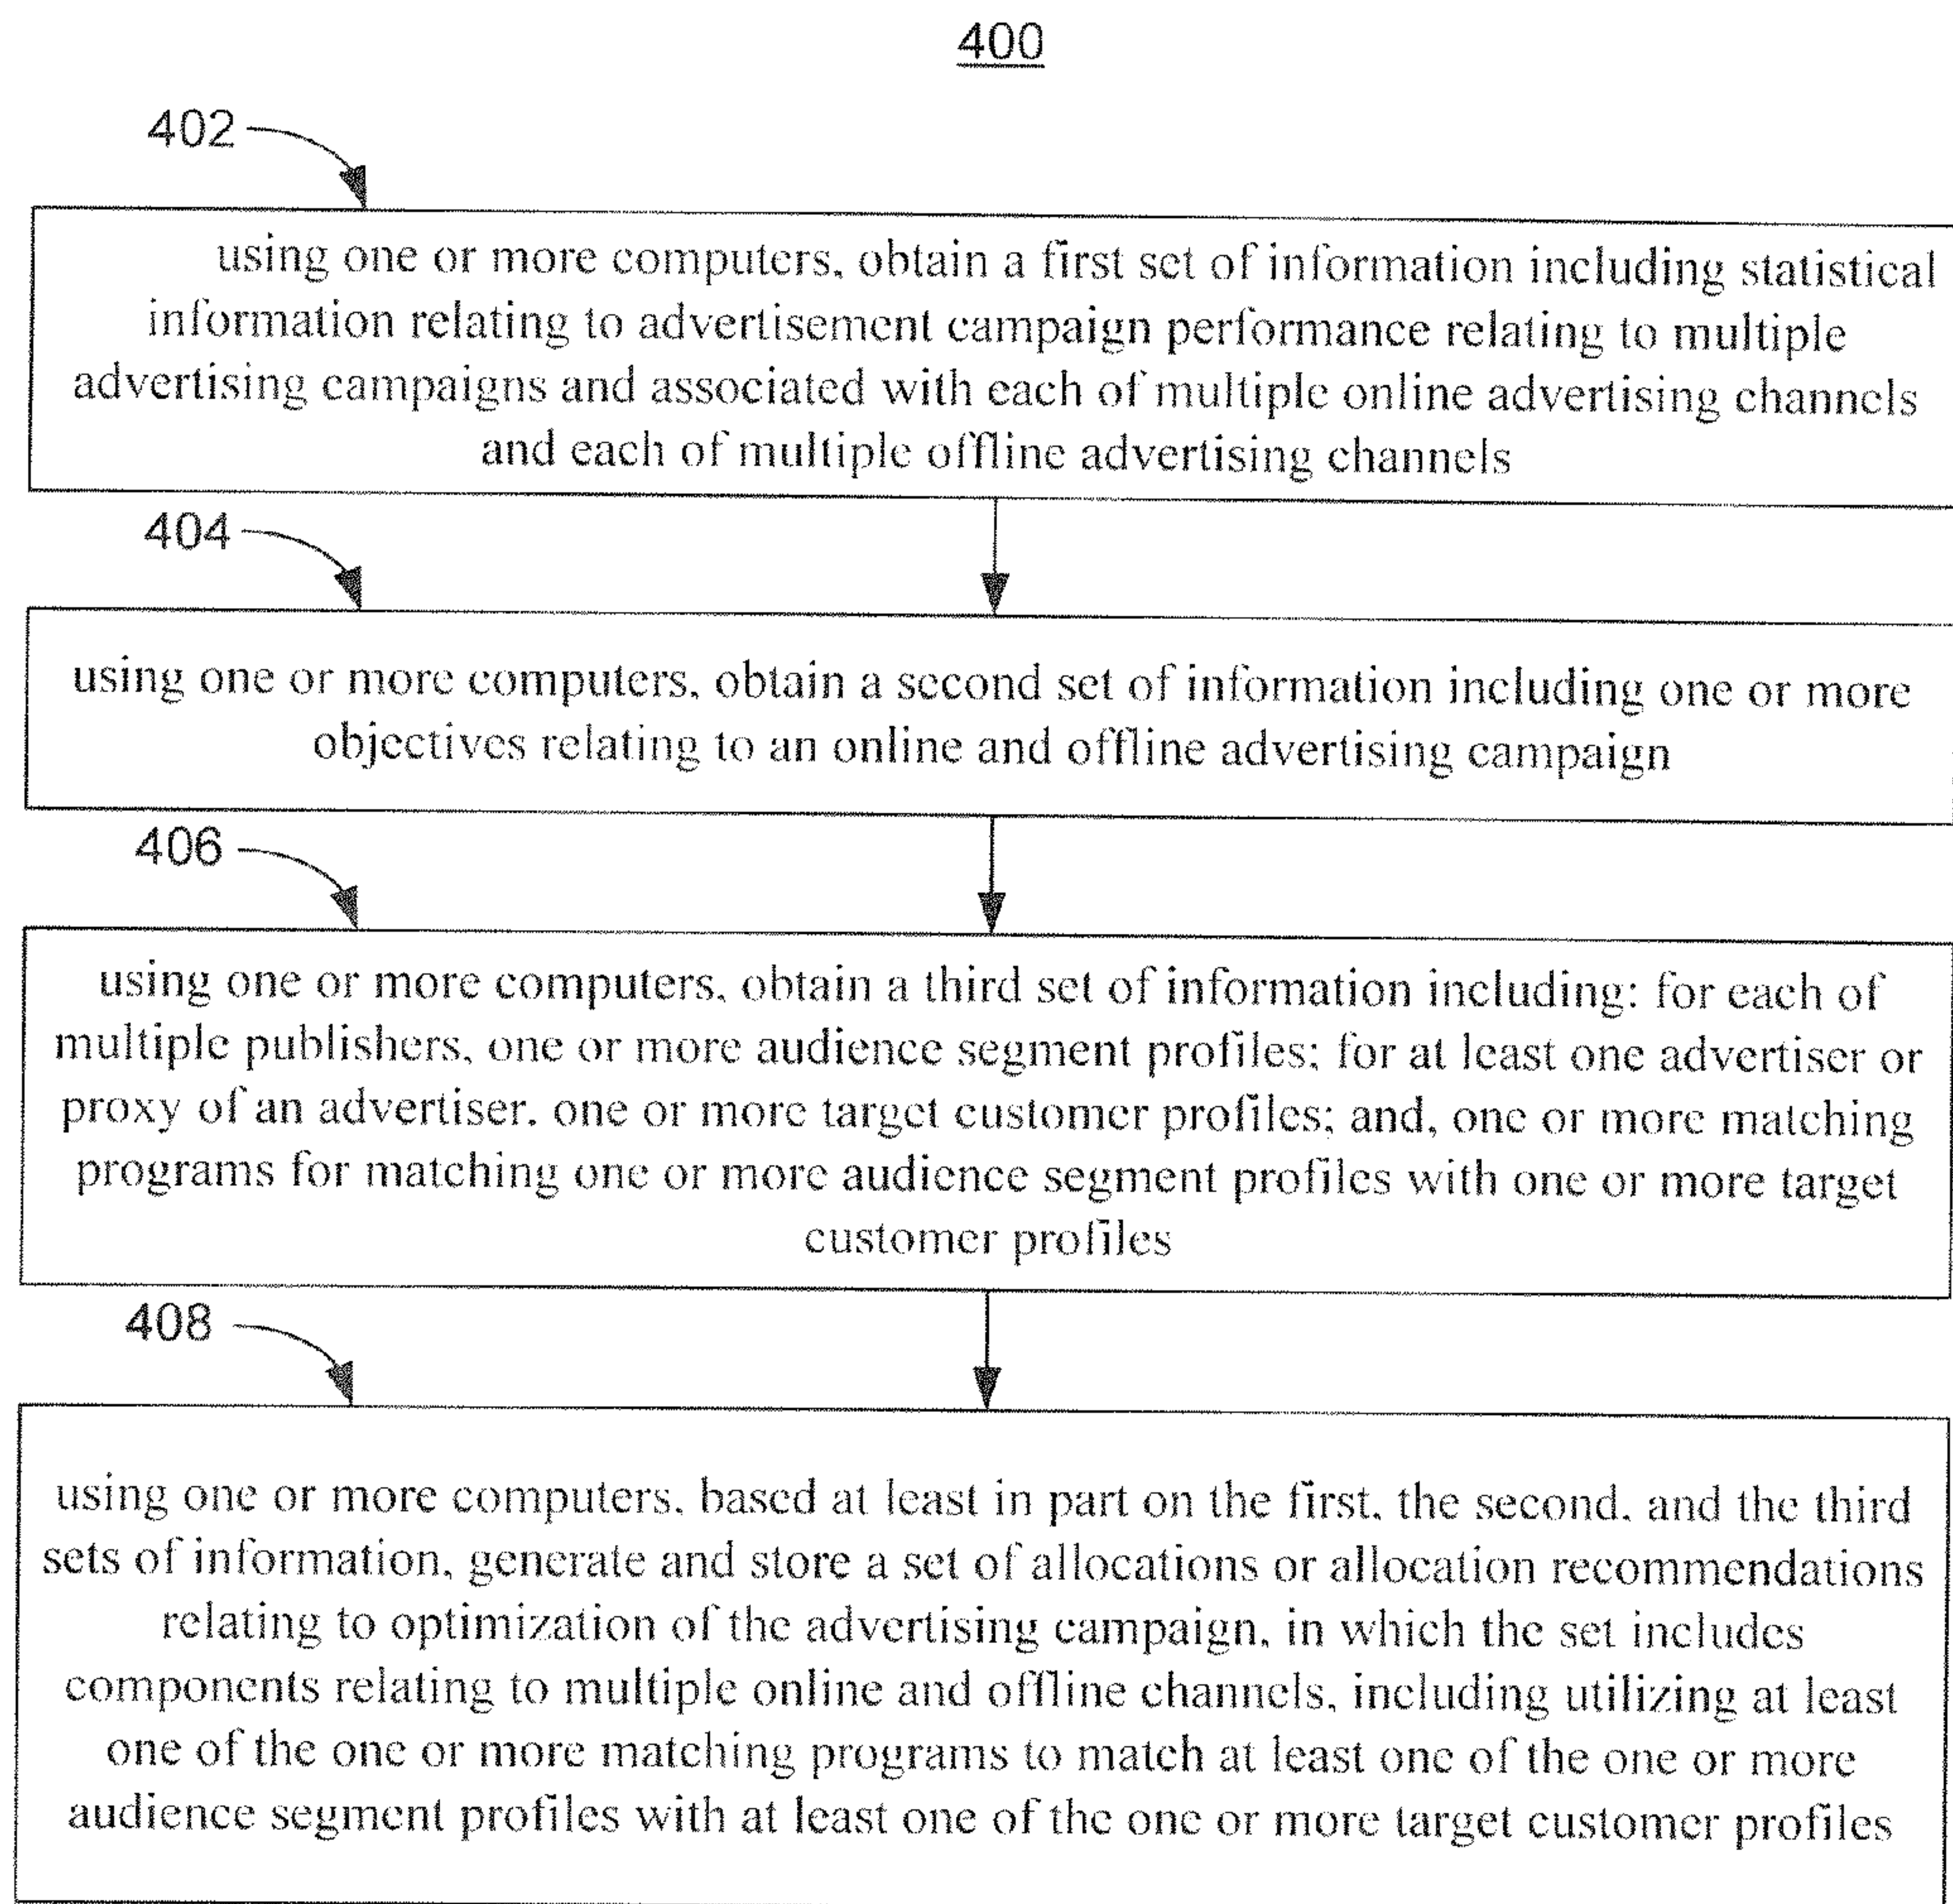 400
402
using one or more computers, obtain a first set of information including statistical
information relating to advertisement campaign performance relating to multiple
advertising campaigns and associated with each of multiple online advertising channels
and each of multiple offline advertising channels
404
using one or more computers, obtain a second set of information including one or more
objectives relating to an online and offline advertising campaign
406
using one or more computers, obtain a third set of information including: for each of
multiple publishers, one or more audience segment profiles; for at least one advertiser or
proxy of an advertiser, one or more target customer profiles; and, one or more matching
programs for matching one or more audience segment profiles with one or more target
customer profiles
408
using one or more computers, based at least in part on the first, the second, and the third
sets of information, generate and store a set of allocations or allocation recommendations
relating to optimization of the advertising campaign, in which the set includes
components relating to multiple online and offline channels, including utilizing at least
one of the one or more matching programs to match at least one of the one or more
audience segment profiles with at least one of the one or more target customer profiles